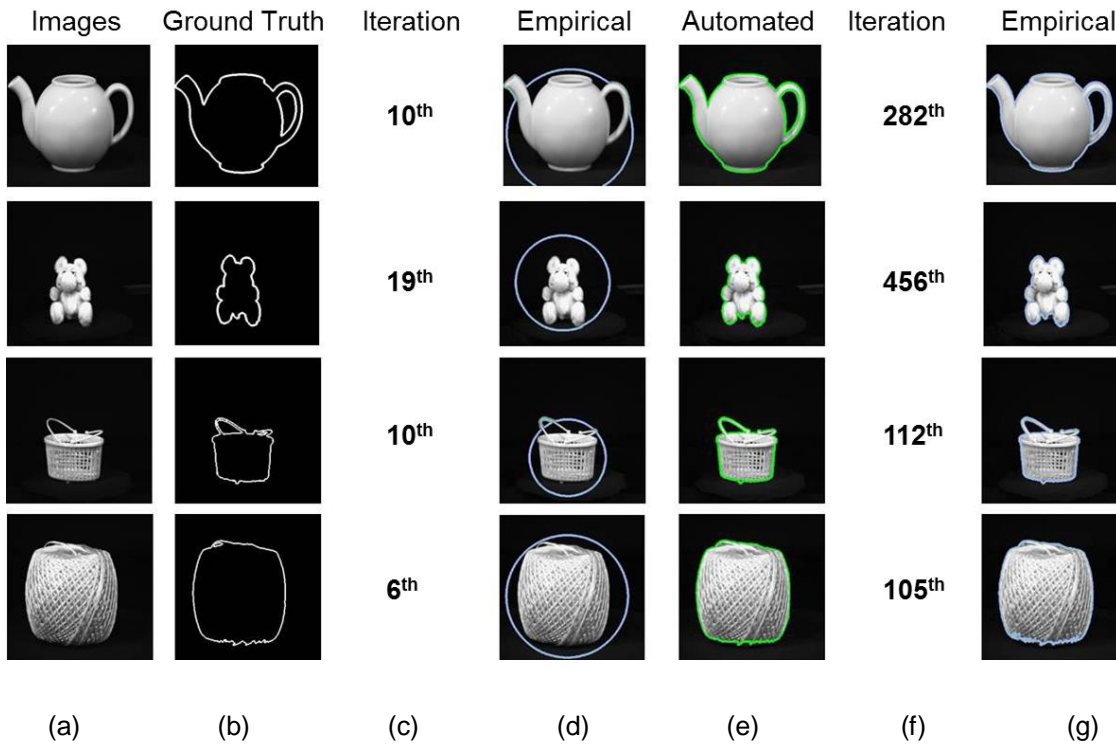 Images Ground Truth Iteration Empirical Automated Iteration Empirical
10th 282th
19th 456th
10th 112th
6th 105th
(a) (b) (c) (d) (e) (f) (g)